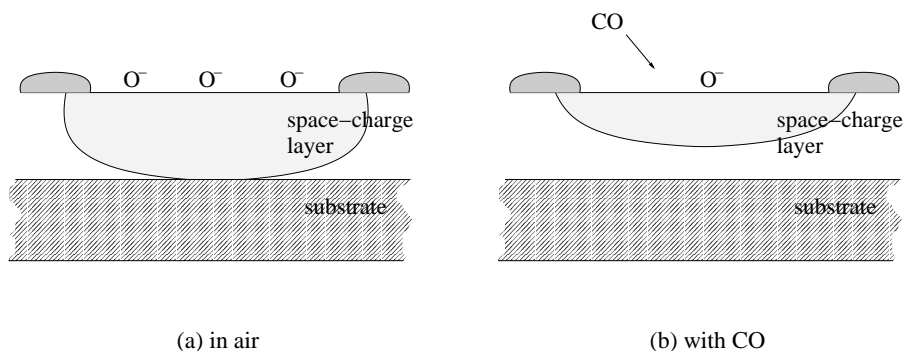 CO
O⁻ O⁻ O⁻
O⁻
space−charge
layer
space−charge
layer
substrate
substrate
(a) in air
(b) with CO